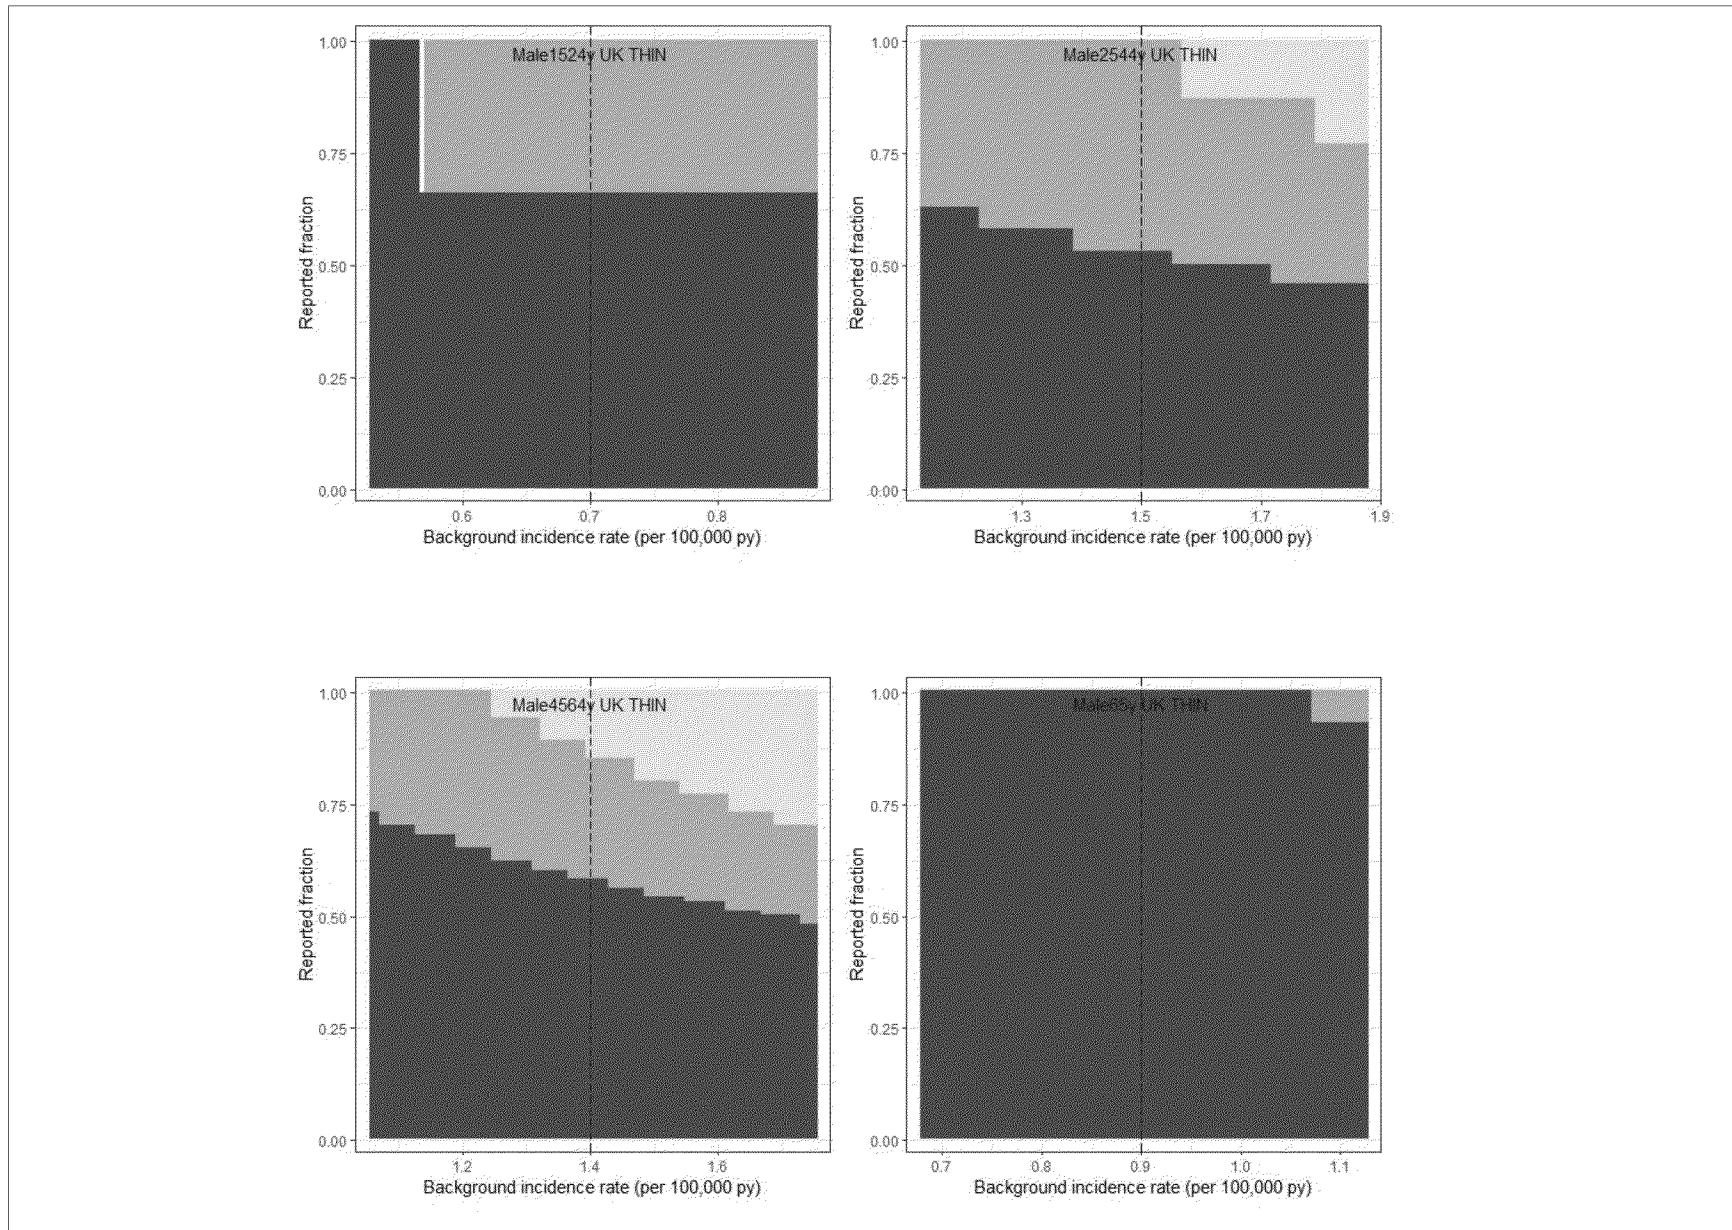 Male1524y UK THIN
1.00
0.75
0.50
0.25
0.00
Reported fraction
0.6 0.7 0.8
Background incidence rate (per 100,000 py)
Male2544y UK THIN
1.00
0.75
0.50
0.25
0.00
Reported fraction
1.3 1.5 1.7 1.9
Background incidence rate (per 100,000 py)
Male4564y UK THIN
1.00
0.75
0.50
0.25
0.00
Reported fraction
1.2 1.4 1.6
Background incidence rate (per 100,000 py)
Male65y UK THIN
1.00
0.75
0.50
0.25
0.00
Reported fraction
0.7 0.8 0.9 1.0 1.1
Background incidence rate (per 100,000 py)